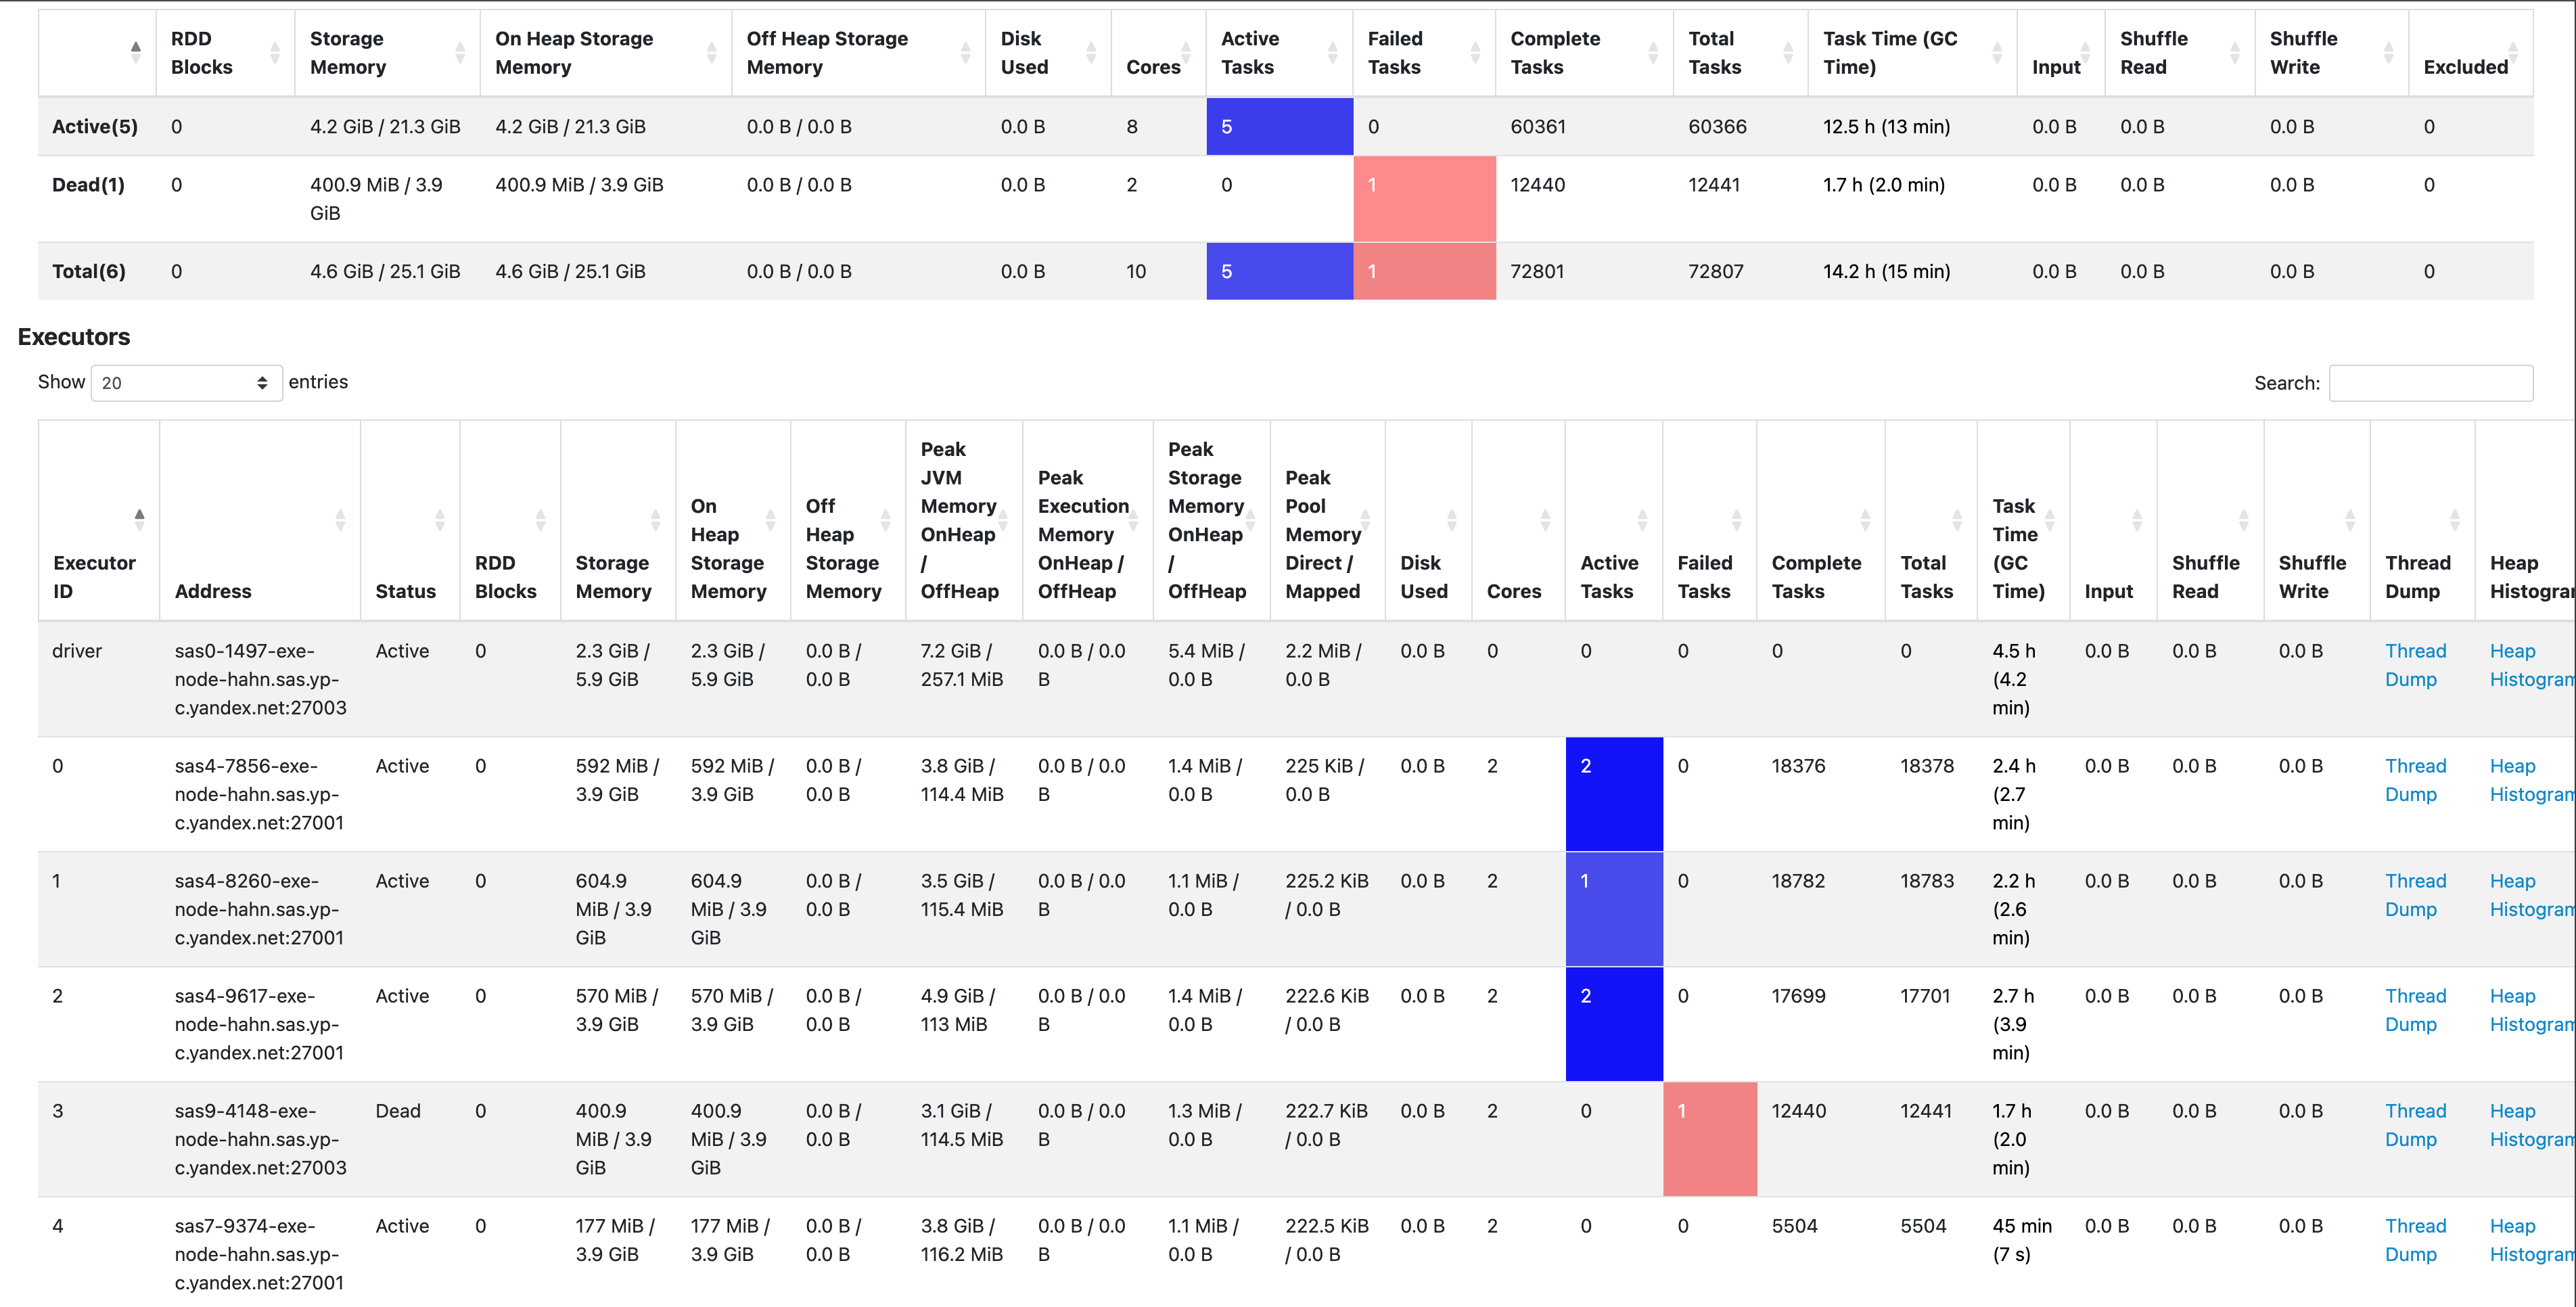 RDD Blocks	Storage Memory	On Heap Storage Memory	Off Heap Storage Memory	Disk Used	Cores	Active Tasks	Failed Tasks	Complete Tasks	Total Tasks	Task Time (GC Time)	Input	Shuffle Read	Shuffle Write	Excluded
Active(5)	0	4.2 GiB / 21.3 GiB	4.2 GiB / 21.3 GiB	0.0 B / 0.0 B	0.0 B	8	5	0	60361	60366	12.5 h (13 min)	0.0 B	0.0 B	0.0 B	0
Dead(1)	0	400.9 MiB / 3.9 GiB	400.9 MiB / 3.9 GiB	0.0 B / 0.0 B	0.0 B	2	0	1	12440	12441	1.7 h (2.0 min)	0.0 B	0.0 B	0.0 B	0
Total(6)	0	4.6 GiB / 25.1 GiB	4.6 GiB / 25.1 GiB	0.0 B / 0.0 B	0.0 B	10	5	1	72801	72807	14.2 h (15 min)	0.0 B	0.0 B	0.0 B	0
Executors
Show 20 entries	Search:
Executor ID	Address	Status	RDD Blocks	Storage Memory	On Heap Storage Memory	Off Heap Storage Memory	Peak JVM Memory OnHeap / OffHeap	Peak Execution Memory OnHeap / OffHeap	Peak Storage Memory OnHeap / OffHeap	Peak Pool Memory Direct / Mapped	Disk Used	Cores	Active Tasks	Failed Tasks	Complete Tasks	Total Tasks	Task Time (GC Time)	Input	Shuffle Read	Shuffle Write	Thread Dump	Heap Histogram
driver	sas0-1497-exe-node-hahn.sas.yp-c.yandex.net:27003	Active	0	2.3 GiB / 5.9 GiB	2.3 GiB / 5.9 GiB	0.0 B / 0.0 B	7.2 GiB / 257.1 MiB	0.0 B / 0.0 B	5.4 MiB / 0.0 B	2.2 MiB / 0.0 B	0.0 B	0	0	0	0	0	4.5 h (4.2 min)	0.0 B	0.0 B	0.0 B	Thread Dump	Heap Histogram
0	sas4-7856-exe-node-hahn.sas.yp-c.yandex.net:27001	Active	0	592 MiB / 3.9 GiB	592 MiB / 3.9 GiB	0.0 B / 0.0 B	3.8 GiB / 114.4 MiB	0.0 B / 0.0 B	1.4 MiB / 0.0 B	225 KiB / 0.0 B	0.0 B	2	2	0	18376	18378	2.4 h (2.7 min)	0.0 B	0.0 B	0.0 B	Thread Dump	Heap Histogram
1	sas4-8260-exe-node-hahn.sas.yp-c.yandex.net:27001	Active	0	604.9 MiB / 3.9 GiB	604.9 MiB / 3.9 GiB	0.0 B / 0.0 B	3.5 GiB / 115.4 MiB	0.0 B / 0.0 B	1.1 MiB / 0.0 B	225.2 KiB / 0.0 B	0.0 B	2	1	0	18782	18783	2.2 h (2.6 min)	0.0 B	0.0 B	0.0 B	Thread Dump	Heap Histogram
2	sas4-9617-exe-node-hahn.sas.yp-c.yandex.net:27001	Active	0	570 MiB / 3.9 GiB	570 MiB / 3.9 GiB	0.0 B / 0.0 B	4.9 GiB / 113 MiB	0.0 B / 0.0 B	1.4 MiB / 0.0 B	222.6 KiB / 0.0 B	0.0 B	2	2	0	17699	17701	2.7 h (3.9 min)	0.0 B	0.0 B	0.0 B	Thread Dump	Heap Histogram
3	sas9-4148-exe-node-hahn.sas.yp-c.yandex.net:27003	Dead	0	400.9 MiB / 3.9 GiB	400.9 MiB / 3.9 GiB	0.0 B / 0.0 B	3.1 GiB / 114.5 MiB	0.0 B / 0.0 B	1.3 MiB / 0.0 B	222.7 KiB / 0.0 B	0.0 B	2	0	1	12440	12441	1.7 h (2.0 min)	0.0 B	0.0 B	0.0 B	Thread Dump	Heap Histogram
4	sas7-9374-exe-node-hahn.sas.yp-c.yandex.net:27001	Active	0	177 MiB / 3.9 GiB	177 MiB / 3.9 GiB	0.0 B / 0.0 B	3.8 GiB / 116.2 MiB	0.0 B / 0.0 B	1.1 MiB / 0.0 B	222.5 KiB / 0.0 B	0.0 B	2	0	0	5504	5504	45 min (7 s)	0.0 B	0.0 B	0.0 B	Thread Dump	Heap Histogram